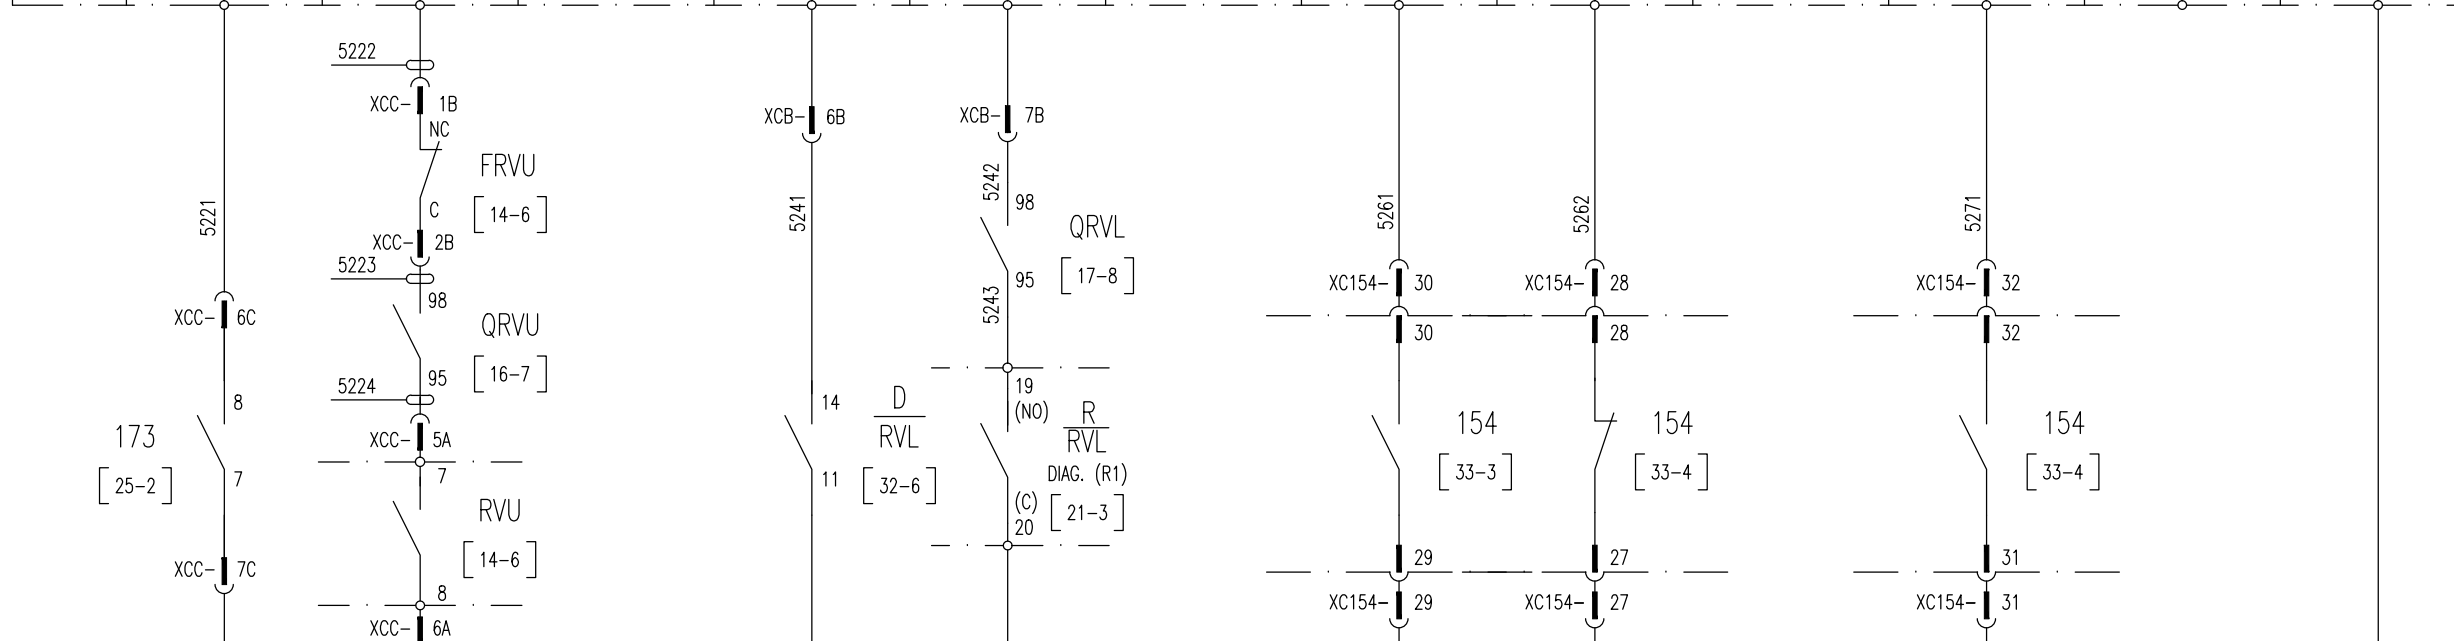 5221
XCC- 6C
8
173
[25-2]
7
XCC- 7C
5222
XCC- 1B
NC
FRVU
[14-6]
C
XCC- 2B
5223
98
QRVU
[16-7]
95
5224
XCC- 5A
7
RVU
[14-6]
8
XCC- 6A
XCB- 6B
5241
14
D
RVL
[32-6]
11
XCB- 7B
5242
98
QRVL
[17-8]
95
5243
19
(NO)
R
RVL
DIAG. (R1)
[21-3]
(C)
20
5261
XC154- 30
30
154
[33-3]
29
XC154- 29
5262
XC154- 28
28
154
[33-4]
27
XC154- 27
5271
XC154- 32
32
154
[33-4]
31
XC154- 31